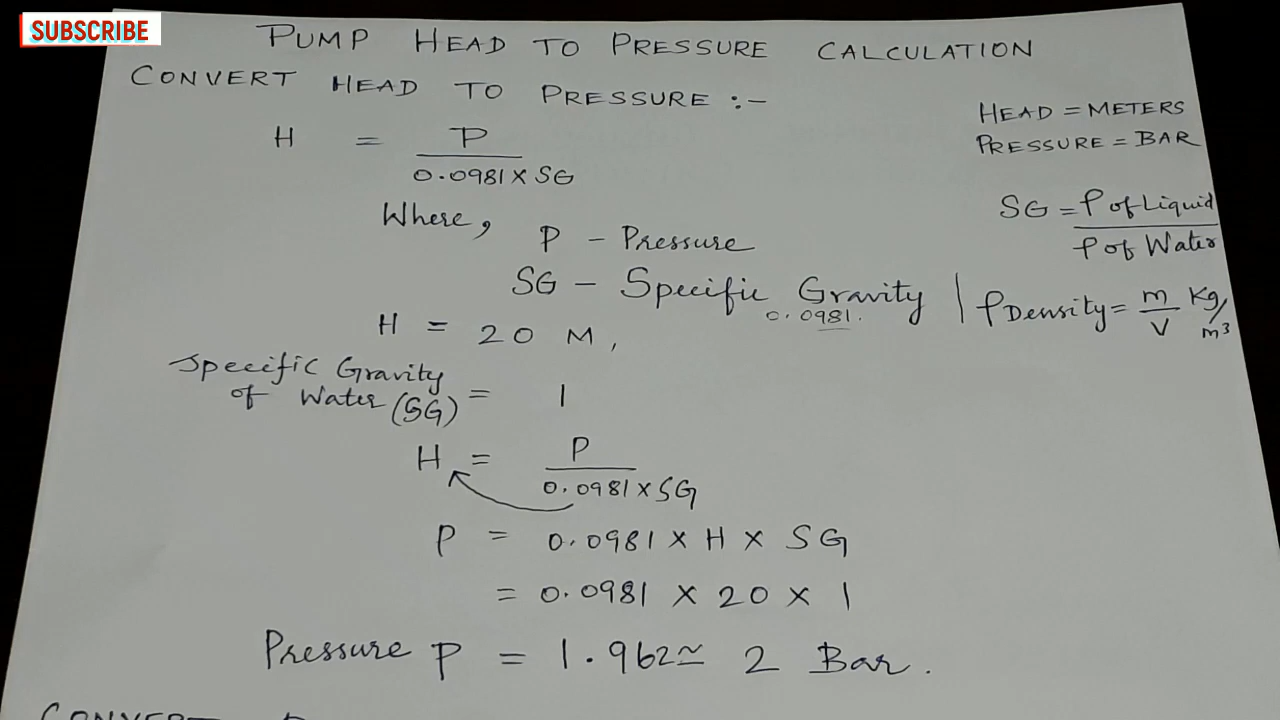 SUBSCRIBE
PUMP HEAD TO PRESSURE CALCULATION
CONVERT HEAD TO PRESSURE :-
HEAD = METERS
PRESSURE = BAR
H = P / 0.0981 X SG
SG = ρ of Liquid / ρ of Water
Where,
P - Pressure
SG - Specific Gravity | ρ Density = m / V Kg/m³
0.0981.
H = 20 M,
Specific Gravity
of Water (SG) = 1
H = P / 0.0981 X SG
P = 0.0981 X H X SG
= 0.0981 X 20 X 1
Pressure P = 1.962 ≃ 2 Bar.
CONVERT